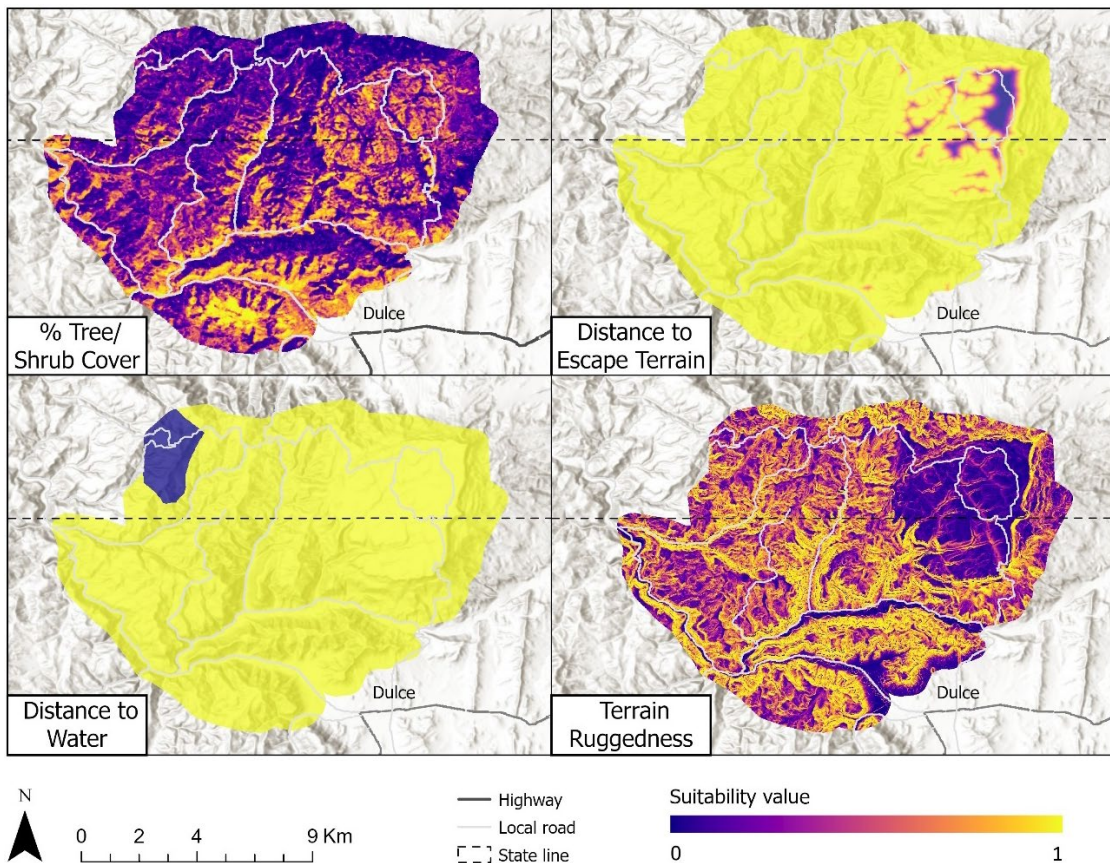 Dulce
% Tree/
Shrub Cover
Distance to
Escape Terrain
Dulce
Distance to
Water
Dulce
Terrain
Ruggedness
N
0 2 4 9 Km
Highway
Local road
State line
Suitability value
0 1